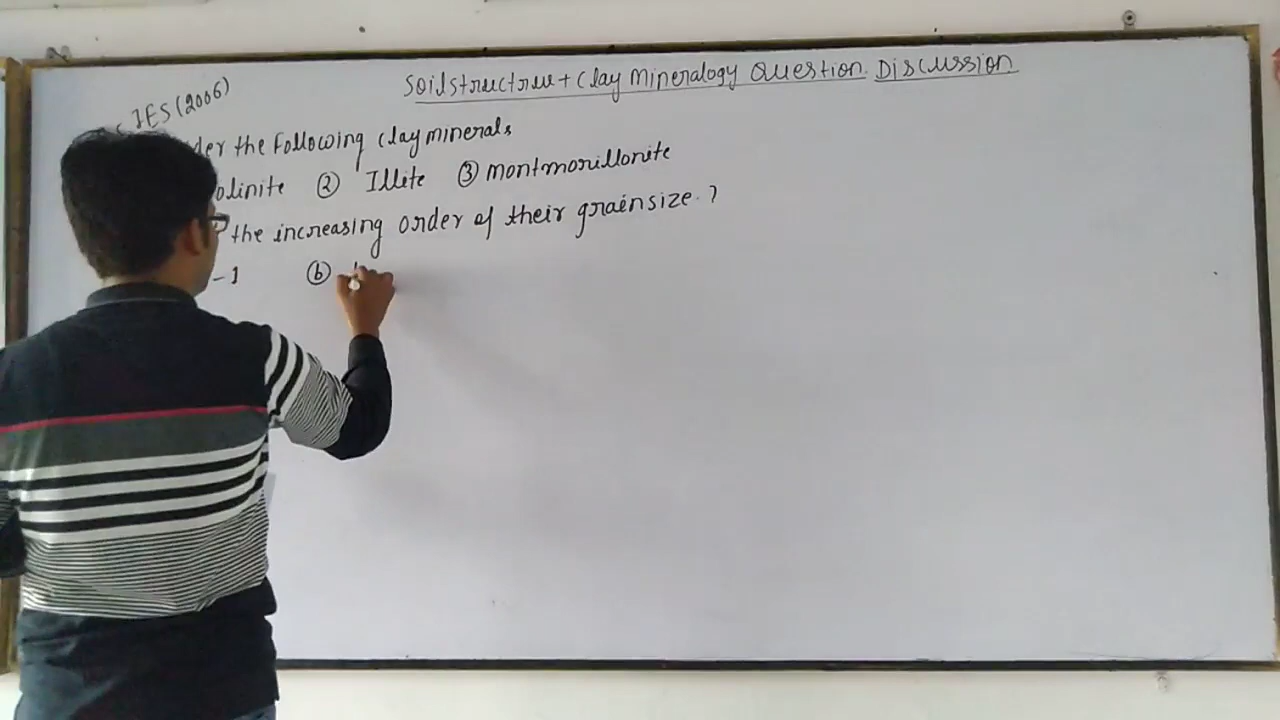 Soilstructrue + Clay Mineralogy Question Discussion
IES (2006)
der the following clay minerals
olinite ② Illite ③ montmorillonite
the increasing order of their grainsize ?
-1 ⓑ